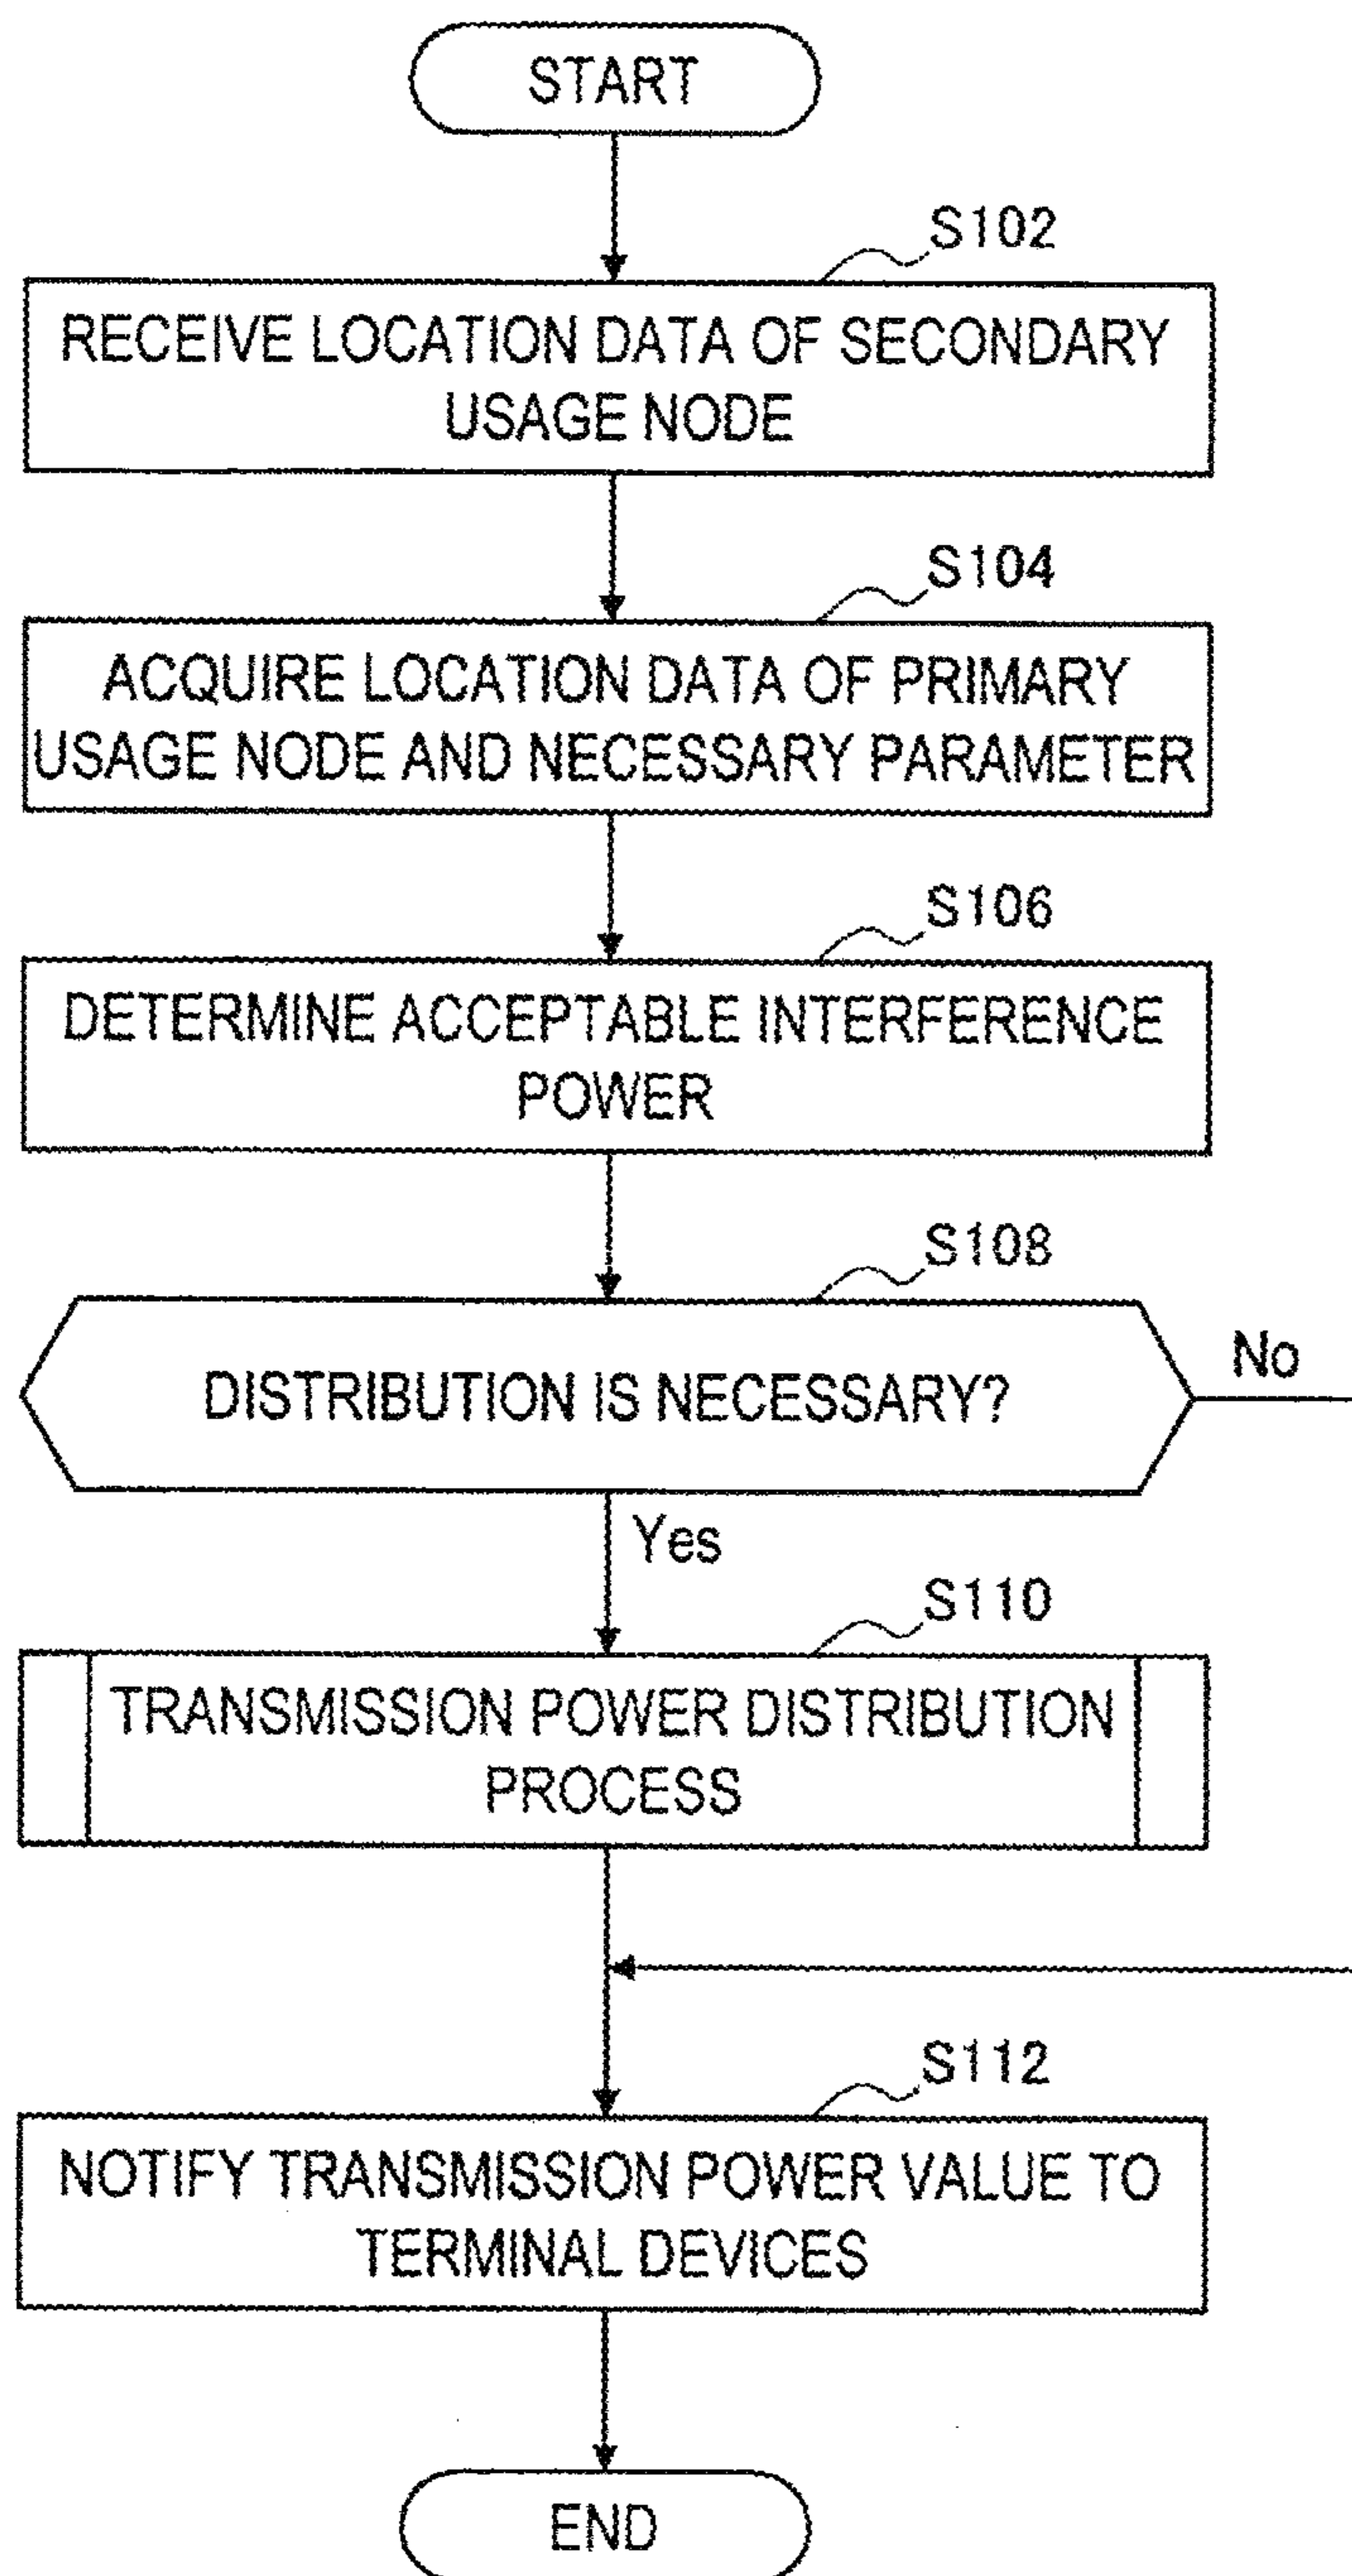 START
S102
RECEIVE LOCATION DATA OF SECONDARY
USAGE NODE
S104
ACQUIRE LOCATION DATA OF PRIMARY
USAGE NODE AND NECESSARY PARAMETER
S106
DETERMINE ACCEPTABLE INTERFERENCE
POWER
S108
DISTRIBUTION IS NECESSARY?
No
Yes
S110
TRANSMISSION POWER DISTRIBUTION
PROCESS
S112
NOTIFY TRANSMISSION POWER VALUE TO
TERMINAL DEVICES
END